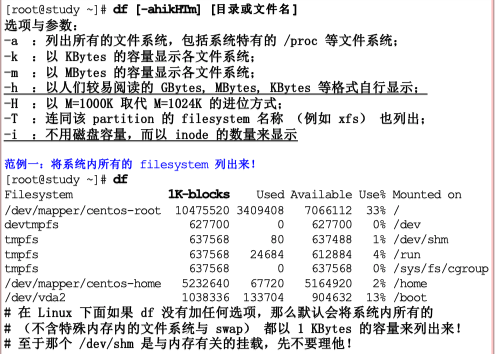 [root@study ~]# df [-ahikHTm] [目录或文件名]
选项与参数：
-a ：列出所有的文件系统，包括系统特有的 /proc 等文件系统；
-k ：以 KBytes 的容量显示各文件系统；
-m ：以 MBytes 的容量显示各文件系统；
-h ：以人们较易阅读的 GBytes, MBytes, KBytes 等格式自行显示；
-H ：以 M=1000K 取代 M=1024K 的进位方式；
-T ：连同该 partition 的 filesystem 名称 （例如 xfs） 也列出；
-i ：不用磁盘容量，而以 inode 的数量来显示
范例一：将系统内所有的 filesystem 列出来！
[root@study ~]# df
Filesystem 1K-blocks Used Available Use% Mounted on
/dev/mapper/centos-root 10475520 3409408 7066112 33% /
devtmpfs 627700 0 627700 0% /dev
tmpfs 637568 80 637488 1% /dev/shm
tmpfs 637568 24684 612884 4% /run
tmpfs 637568 0 637568 0% /sys/fs/cgroup
/dev/mapper/centos-home 5232640 67720 5164920 2% /home
/dev/vda2 1038336 133704 904632 13% /boot
# 在 Linux 下面如果 df 没有加任何选项，那么默认会将系统内所有的
# （不含特殊内存内的文件系统与 swap） 都以 1 KBytes 的容量来列出来！
# 至于那个 /dev/shm 是与内存有关的挂载，先不要理他！